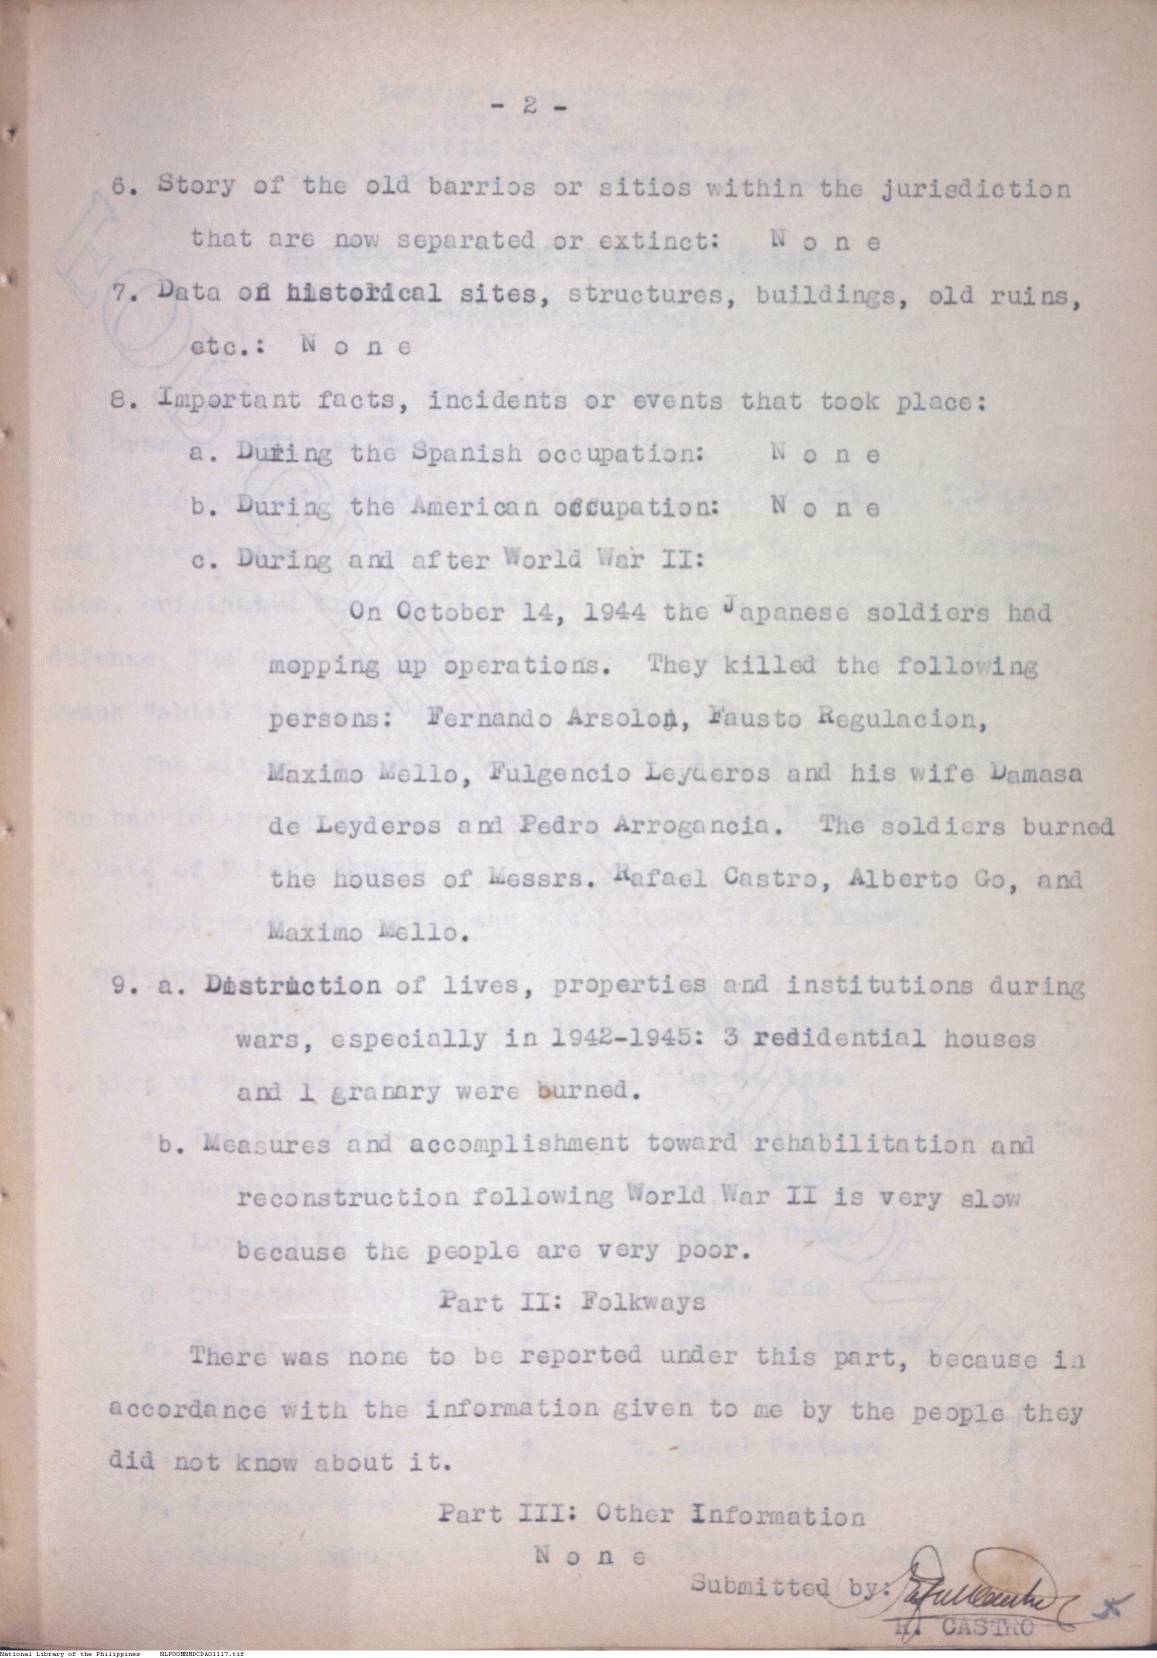 - 2 -
6. Story of the old barrios or sitios within the jurisdiction
that are now separated or extinct: N o n e
7. Data on historical sites, structures, buildings, old ruins,
etc.: N o n e
8. Important facts, incidents or events that took place:
a. During the Spanish occupation: N o n e
b. During the American occupation: N o n e
c. During and after World War II:
On October 14, 1944 the Japanese soldiers had
mopping up operations. They killed the following
persons: Fernando Arsolon, Fausto Regulacion,
Maximo Mello, Fulgencio Leyderos and his wife Damasa
de Leyderos and Pedro Arrogancia. The soldiers burned
the houses of Messrs. Rafael Castro, Alberto Go, and
Maximo Mello.
9. a. Distruction of lives, properties and institutions during
wars, especially in 1942-1945: 3 redidential houses
and 1 granary were burned.
b. Measures and accomplishment toward rehabilitation and
reconstruction following World War II is very slow
because the people are very poor.
Part II: Folkways
There was none to be reported under this part, because in
accordance with the information given to me by the people they
did not know about it.
Part III: Other Information
N o n e
Submitted by:
R. CASTRO
National Library of the Philippines NLPOOMNHDCDA01117.tif